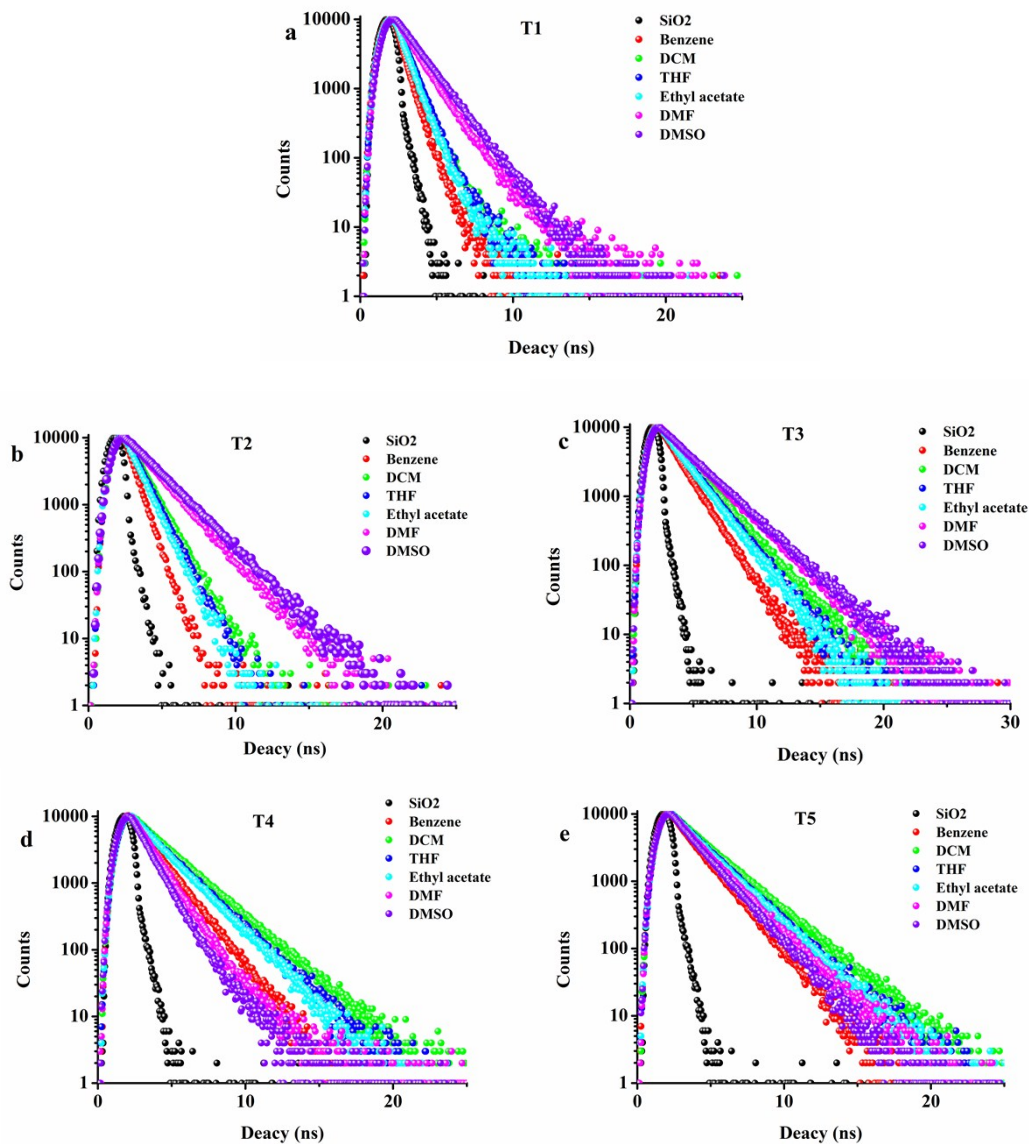 a
T1
SiO2
Benzene
DCM
THF
Ethyl acetate
DMF
DMSO
10000
1000
100
10
1
Counts
0
10
20
Deacy (ns)
b
T2
SiO2
Benzene
DCM
THF
Ethyl acetate
DMF
DMSO
10000
1000
100
10
1
Counts
0
10
20
Deacy (ns)
c
T3
SiO2
Benzene
DCM
THF
Ethyl acetate
DMF
DMSO
10000
1000
100
10
1
Counts
0
10
20
30
Deacy (ns)
d
T4
SiO2
Benzene
DCM
THF
Ethyl acetate
DMF
DMSO
10000
1000
100
10
1
Counts
0
10
20
Deacy (ns)
e
T5
SiO2
Benzene
DCM
THF
Ethyl acetate
DMF
DMSO
10000
1000
100
10
1
Counts
0
10
20
Deacy (ns)